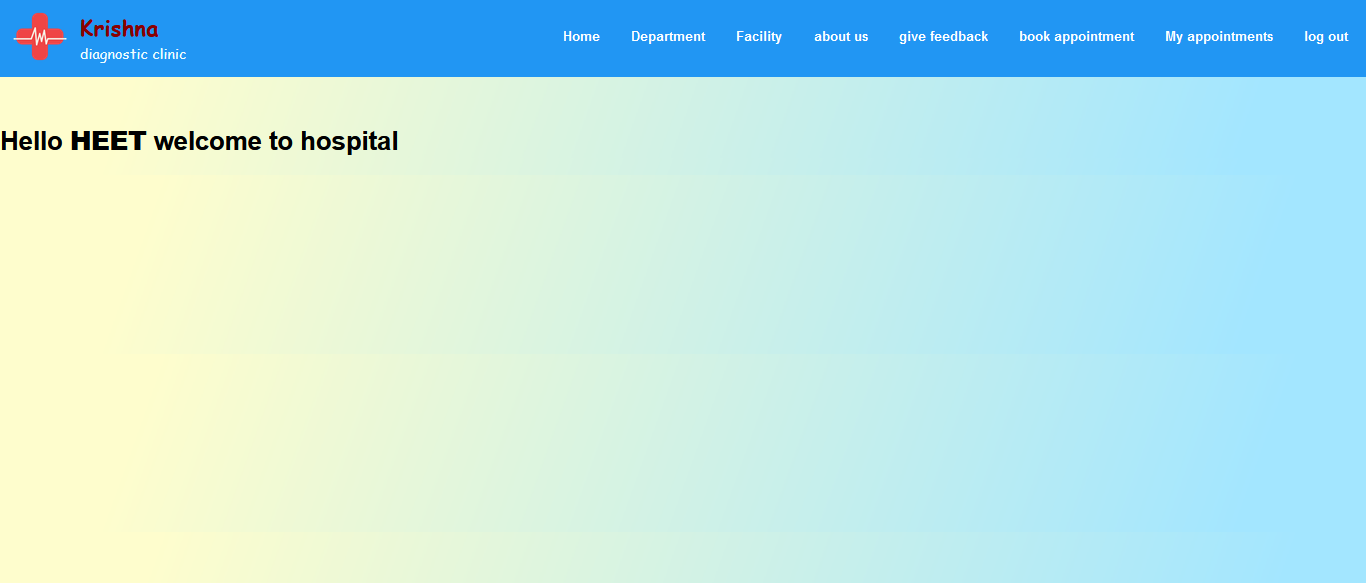 Krishna
diagnostic clinic
Home Department Facility about us give feedback book appointment My appointments log out
Hello HEET welcome to hospital